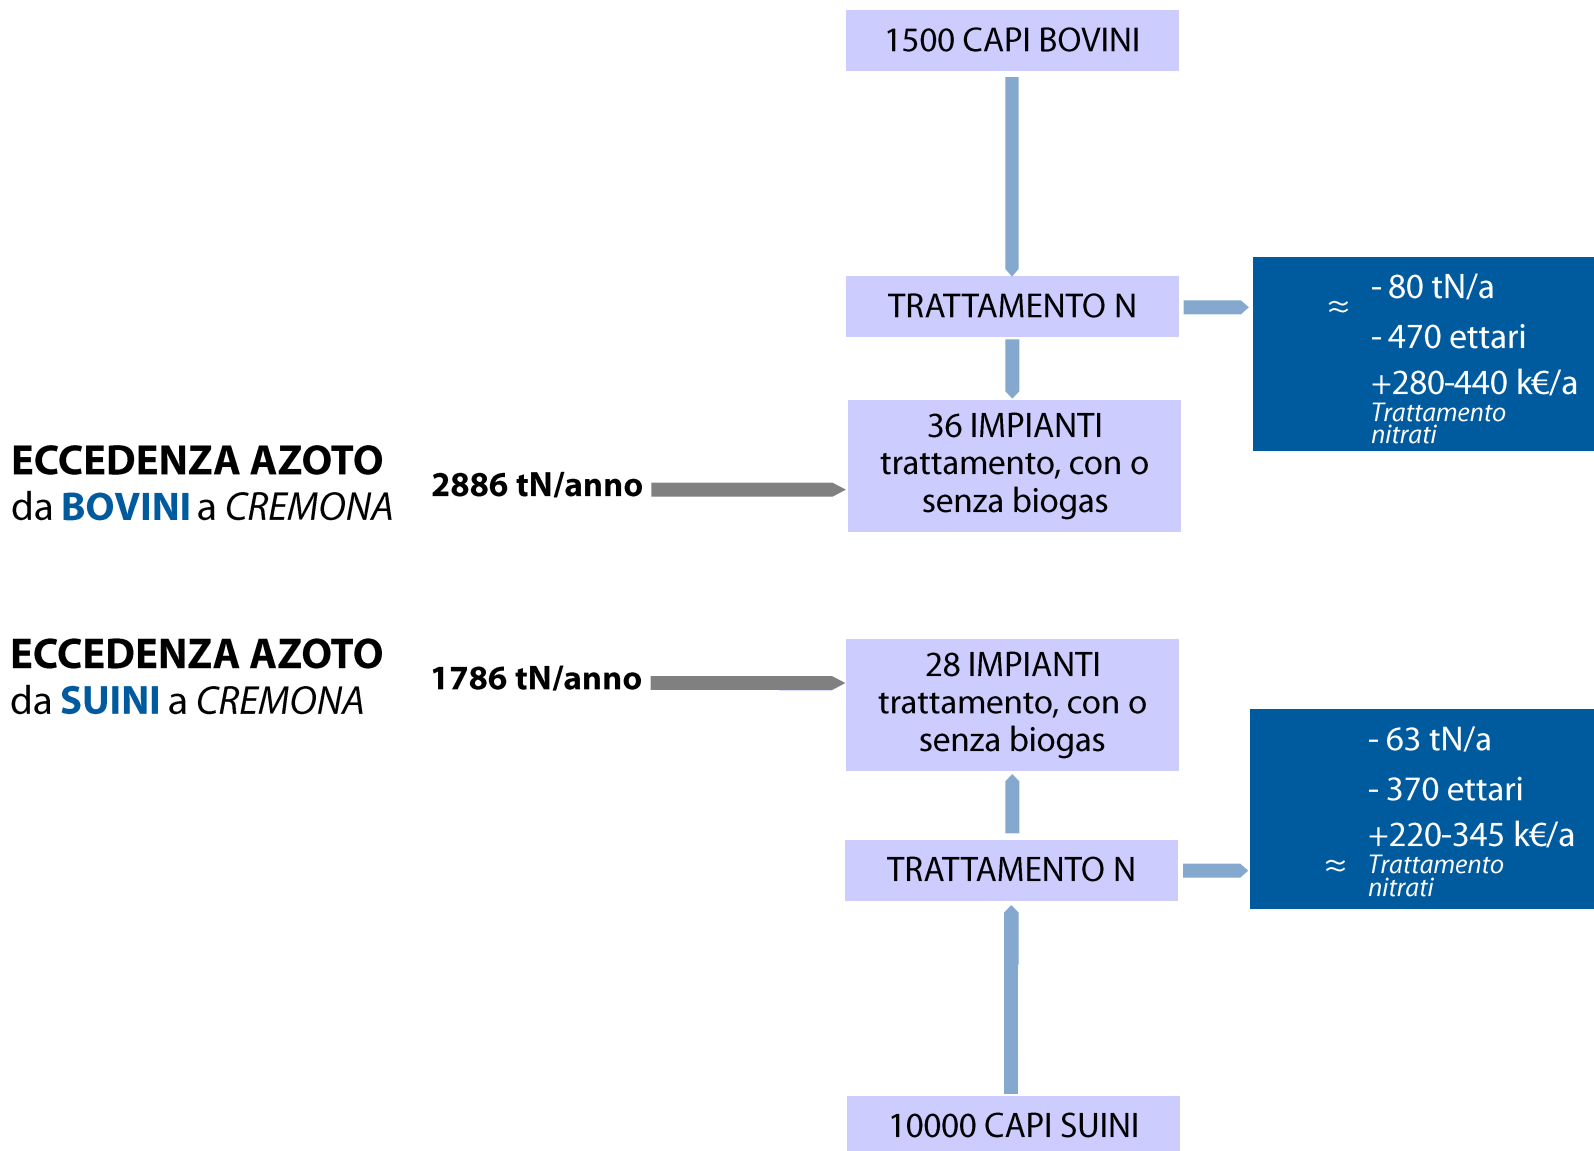 1500 CAPI BOVINI
TRATTAMENTO N
≈
- 80 tN/a
- 470 ettari
+280-440 k€/a
Trattamento
nitrati
36 IMPIANTI
trattamento, con o
senza biogas
ECCEDENZA AZOTO
da BOVINI a CREMONA
2886 tN/anno
ECCEDENZA AZOTO
da SUINI a CREMONA
1786 tN/anno
28 IMPIANTI
trattamento, con o
senza biogas
- 63 tN/a
- 370 ettari
+220-345 k€/a
≈ Trattamento
nitrati
TRATTAMENTO N
10000 CAPI SUINI